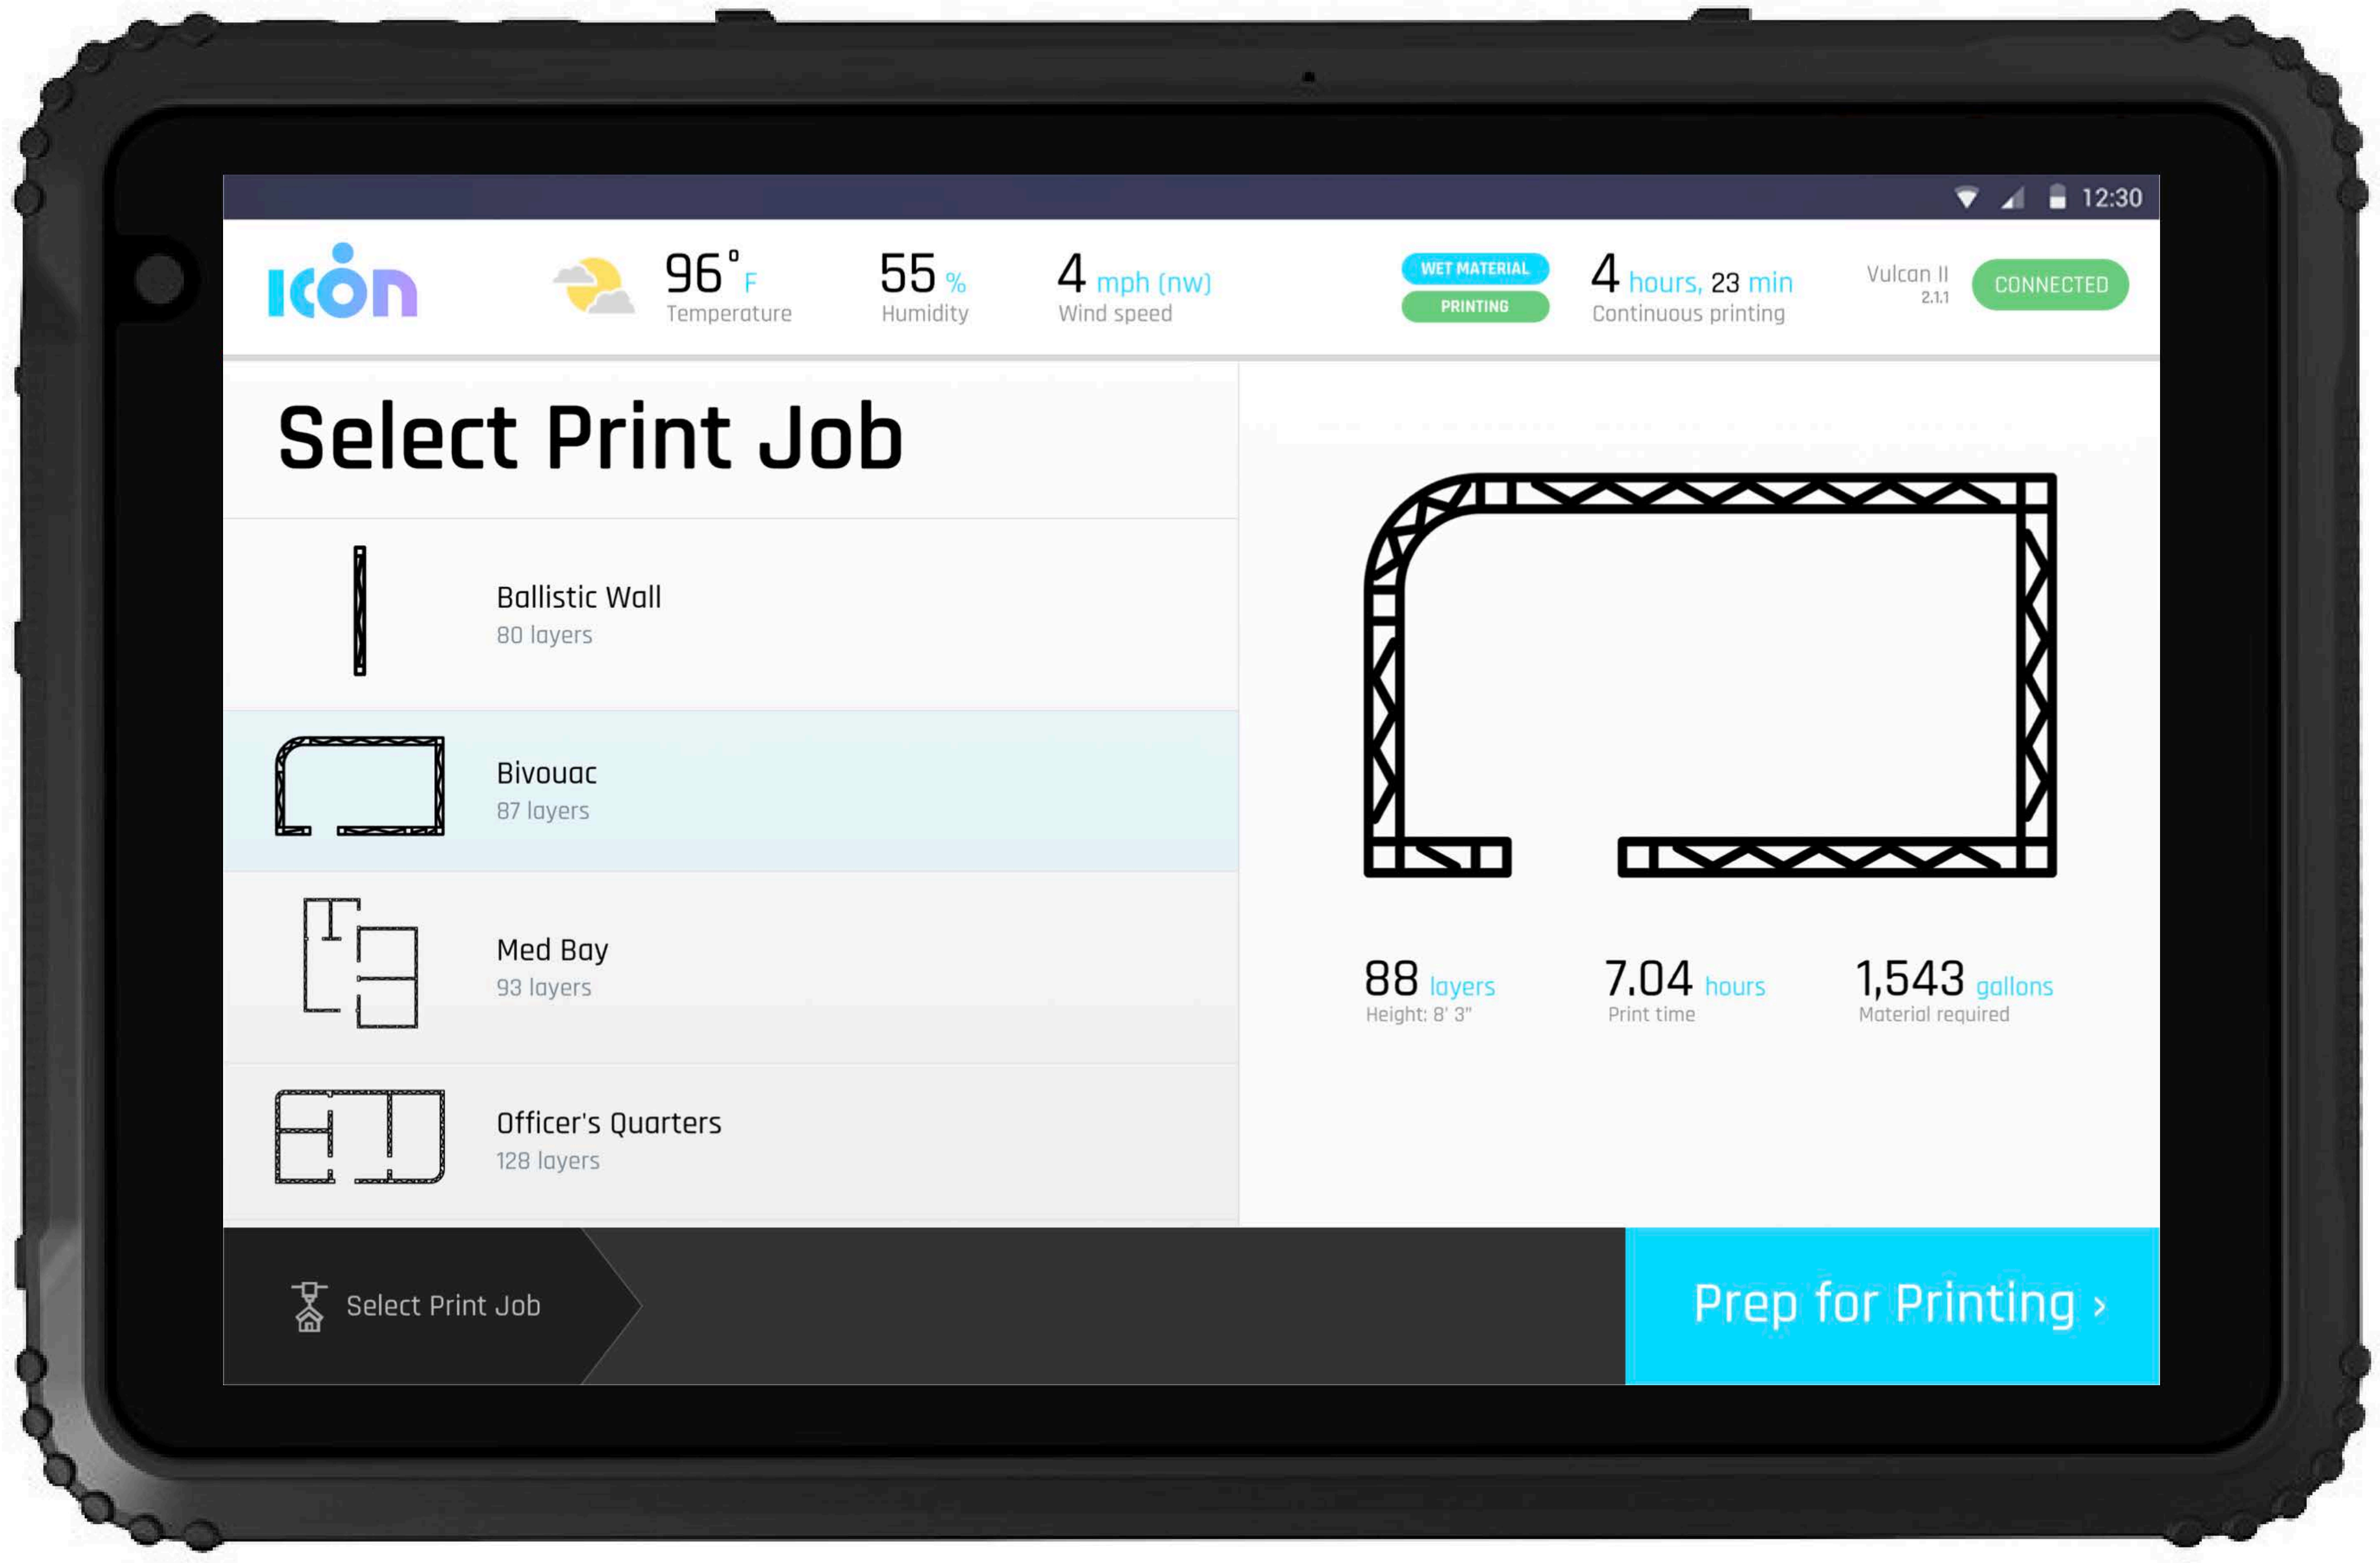 12:30
ICON
96°F
Temperature
55 %
Humidity
4 mph (nw)
Wind speed
WET MATERIAL
PRINTING
4 hours, 23 min
Continuous printing
Vulcan II
2.1.1
CONNECTED
Select Print Job
Ballistic Wall
80 layers
Bivouac
87 layers
Med Bay
93 layers
Officer's Quarters
128 layers
88 layers
Height: 8' 3"
7.04 hours
Print time
1,543 gallons
Material required
Select Print Job
Prep for Printing ›